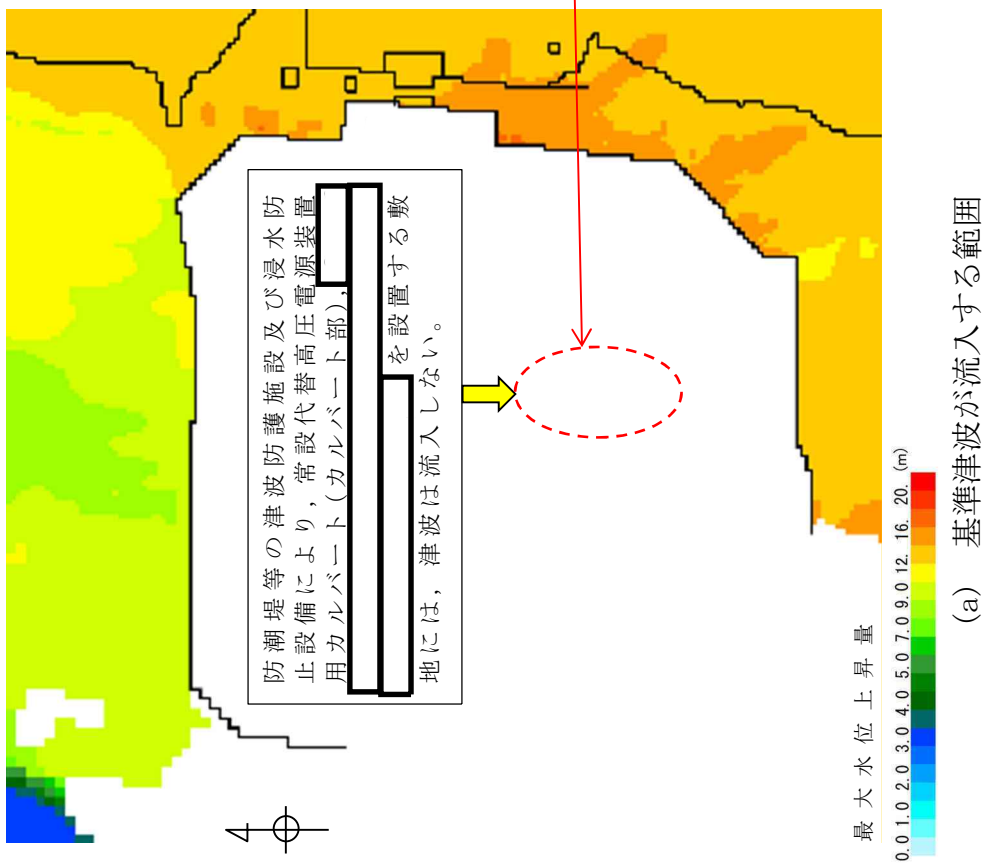 防潮堤等の津波防護施設及び浸水防
止設備により，常設代替高圧電源装置
用カルバート（カルバート部），
を設置する敷
地には，津波は流入しない。
最大水位上昇量
(m)
0.0 1.0 2.0 3.0 4.0 5.0 7.0 9.0 12. 16. 20.
(a) 基準津波が流入する範囲